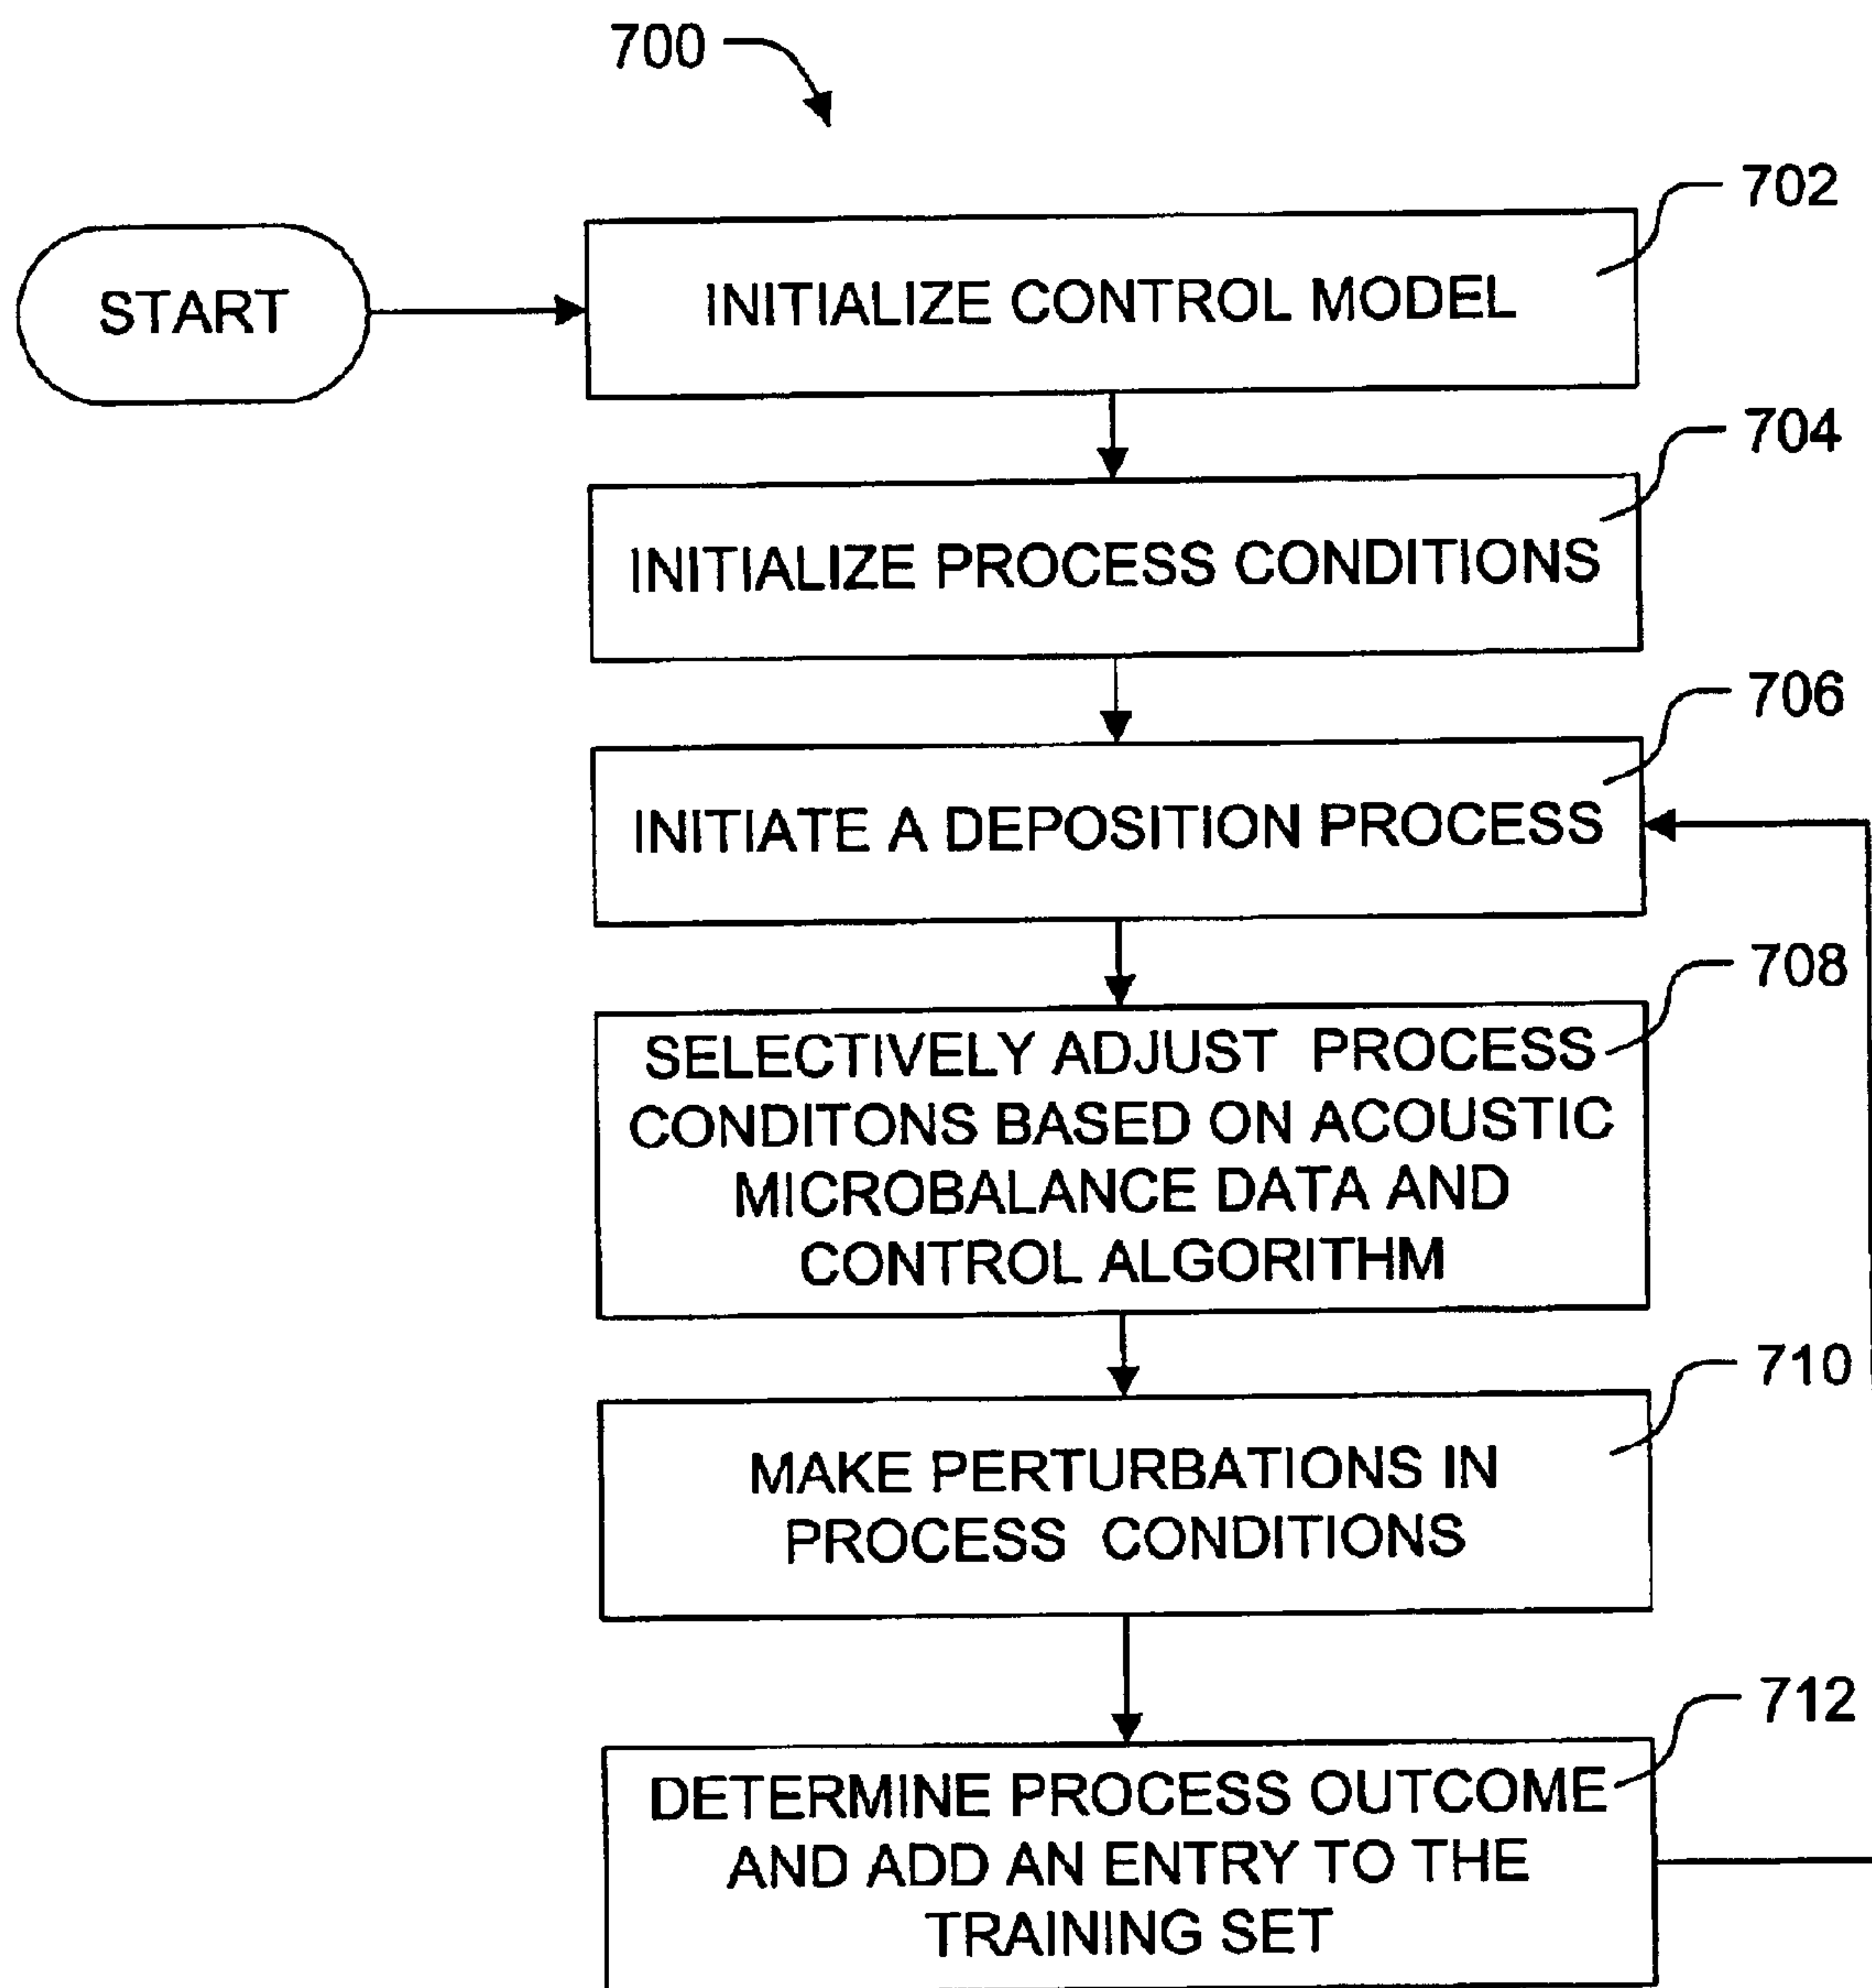 700
702
START
INITIALIZE CONTROL MODEL
704
INITIALIZE PROCESS CONDITIONS
706
INITIATE A DEPOSITION PROCESS
708
SELECTIVELY ADJUST PROCESS
CONDITONS BASED ON ACOUSTIC
MICROBALANCE DATA AND
CONTROL ALGORITHM
710
MAKE PERTURBATIONS IN
PROCESS CONDITIONS
712
DETERMINE PROCESS OUTCOME
AND ADD AN ENTRY TO THE
TRAINING SET